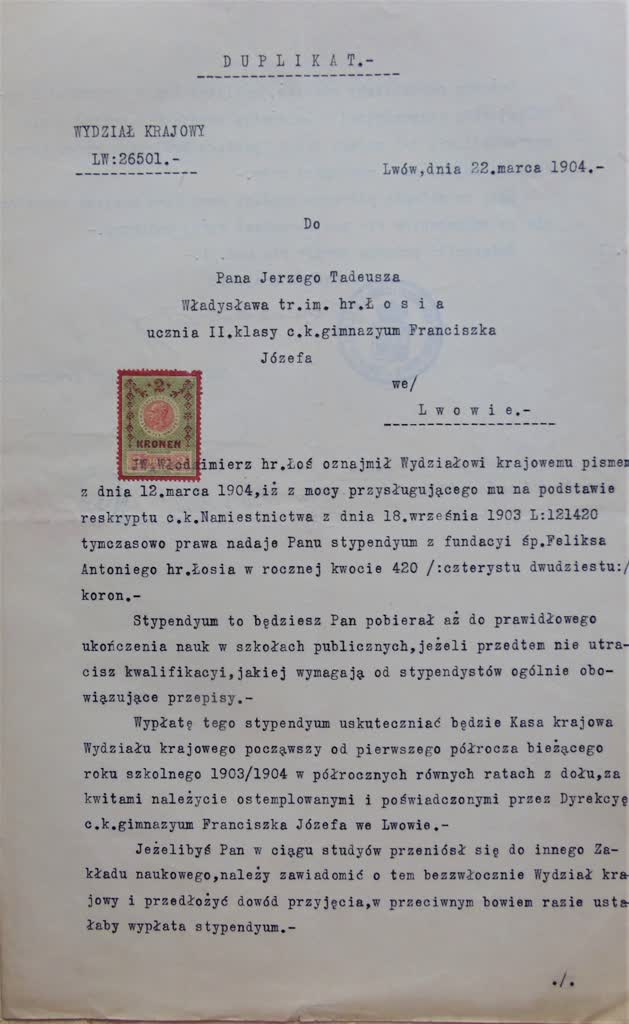 DUPLIKAT.-
WYDZIAŁ KRAJOWY
LW:26501.-
Lwów,dnia 22.marca 1904.-
Do
Pana Jerzego Tadeusza
Władysława tr.im. hr.Łosia
ucznia II.klasy c.k.gimnazyum Franciszka
Józefa
we/
Lwowie.-
2
KRONEN
JW.Włodzimierz hr.Łoś oznajmił Wydziałowi krajowemu pismem
z dnia 12.marca 1904,iż z mocy przysługującego mu na podstawie
reskryptu c.k.Namiestnictwa z dnia 18.września 1903 L:121420
tymczasowo prawa nadaje Panu stypendyum z fundacyi śp.Feliksa
Antoniego hr.Łosia w rocznej kwocie 420 /:czterystu dwudziestu:/
koron.-
Stypendyum to będziesz Pan pobierał aż do prawidłowego
ukończenia nauk w szkołach publicznych,jeżeli przedtem nie utra-
cisz kwalifikacyi,jakiej wymagają od stypendystów ogólnie obo-
wiązujące przepisy.-
Wypłatę tego stypendyum uskuteczniać będzie Kasa krajowa
Wydziału krajowego począwszy od pierwszego półrocza bieżącego
roku szkolnego 1903/1904 w półrocznych równych ratach z dołu,za
kwitami należycie ostemplowanymi i poświadczonymi przez Dyrekcyę
c.k.gimnazyum Franciszka Józefa we Lwowie.-
Jeżelibyś Pan w ciągu studyów przeniósł się do innego Za-
kładu naukowego,należy zawiadomić o tem bezzwłocznie Wydział kra-
jowy i przedłożyć dowód przyjęcia,w przeciwnym bowiem razie usta-
łaby wypłata stypendyum.-
./.